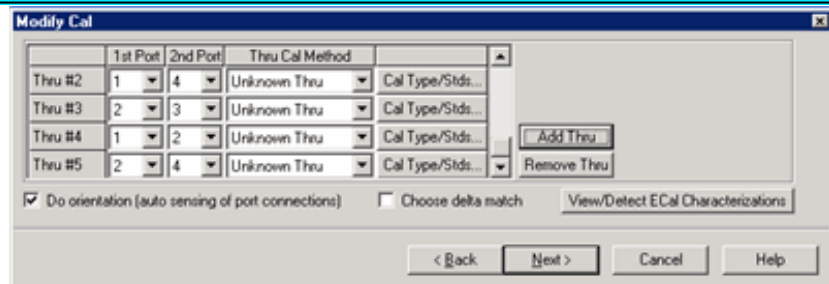 Modify Cal
1st Port 2nd Port Thru Cal Method
Thru #2 1 4 Unknown Thru Cal Type/Stds...
Thru #3 2 3 Unknown Thru Cal Type/Stds...
Thru #4 1 2 Unknown Thru Cal Type/Stds... Add Thru
Thru #5 2 4 Unknown Thru Cal Type/Stds... Remove Thru
Do orientation (auto sensing of port connections) Choose delta match View/Detect ECal Characterizations
< Back Next > Cancel Help